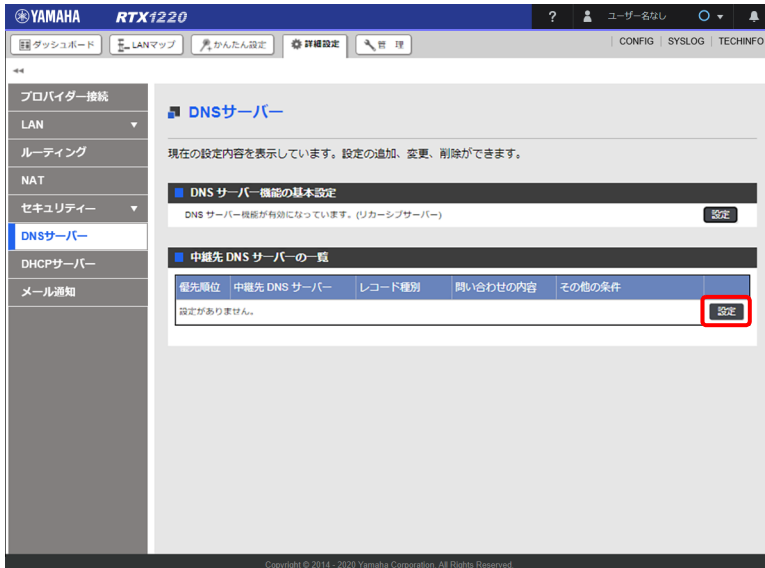 YAMAHA RTX1220 ? ユーザー名なし
ダッシュボード LANマップ かんたん設定 詳細設定 管 理 CONFIG SYSLOG TECHINFO
プロバイダー接続
LAN
ルーティング
NAT
セキュリティー
DNSサーバー
DHCPサーバー
メール通知
DNSサーバー
現在の設定内容を表示しています。設定の追加、変更、削除ができます。
DNS サーバー機能の基本設定
DNS サーバー機能が有効になっています。(リカーシブサーバー) 設定
中継先 DNS サーバーの一覧
優先順位 中継先 DNS サーバー レコード種別 問い合わせの内容 その他の条件
設定がありません。 設定
Copyright © 2014 - 2020 Yamaha Corporation. All Rights Reserved.